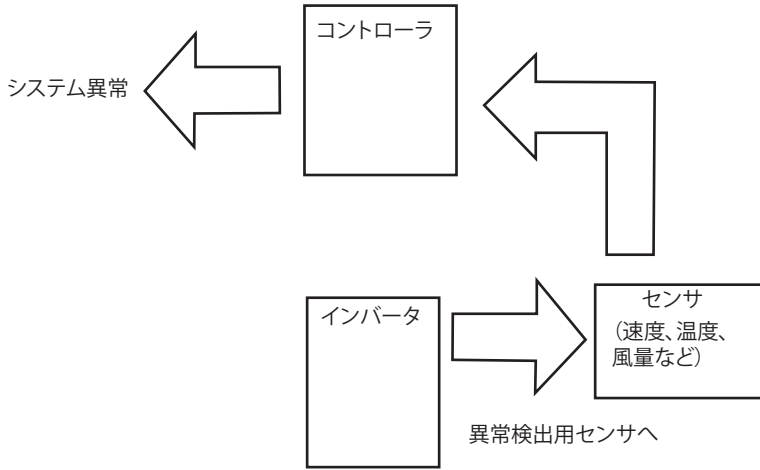 コントローラ
システム異常
インバータ
センサ
（速度、温度、
風量など）
異常検出用センサへ